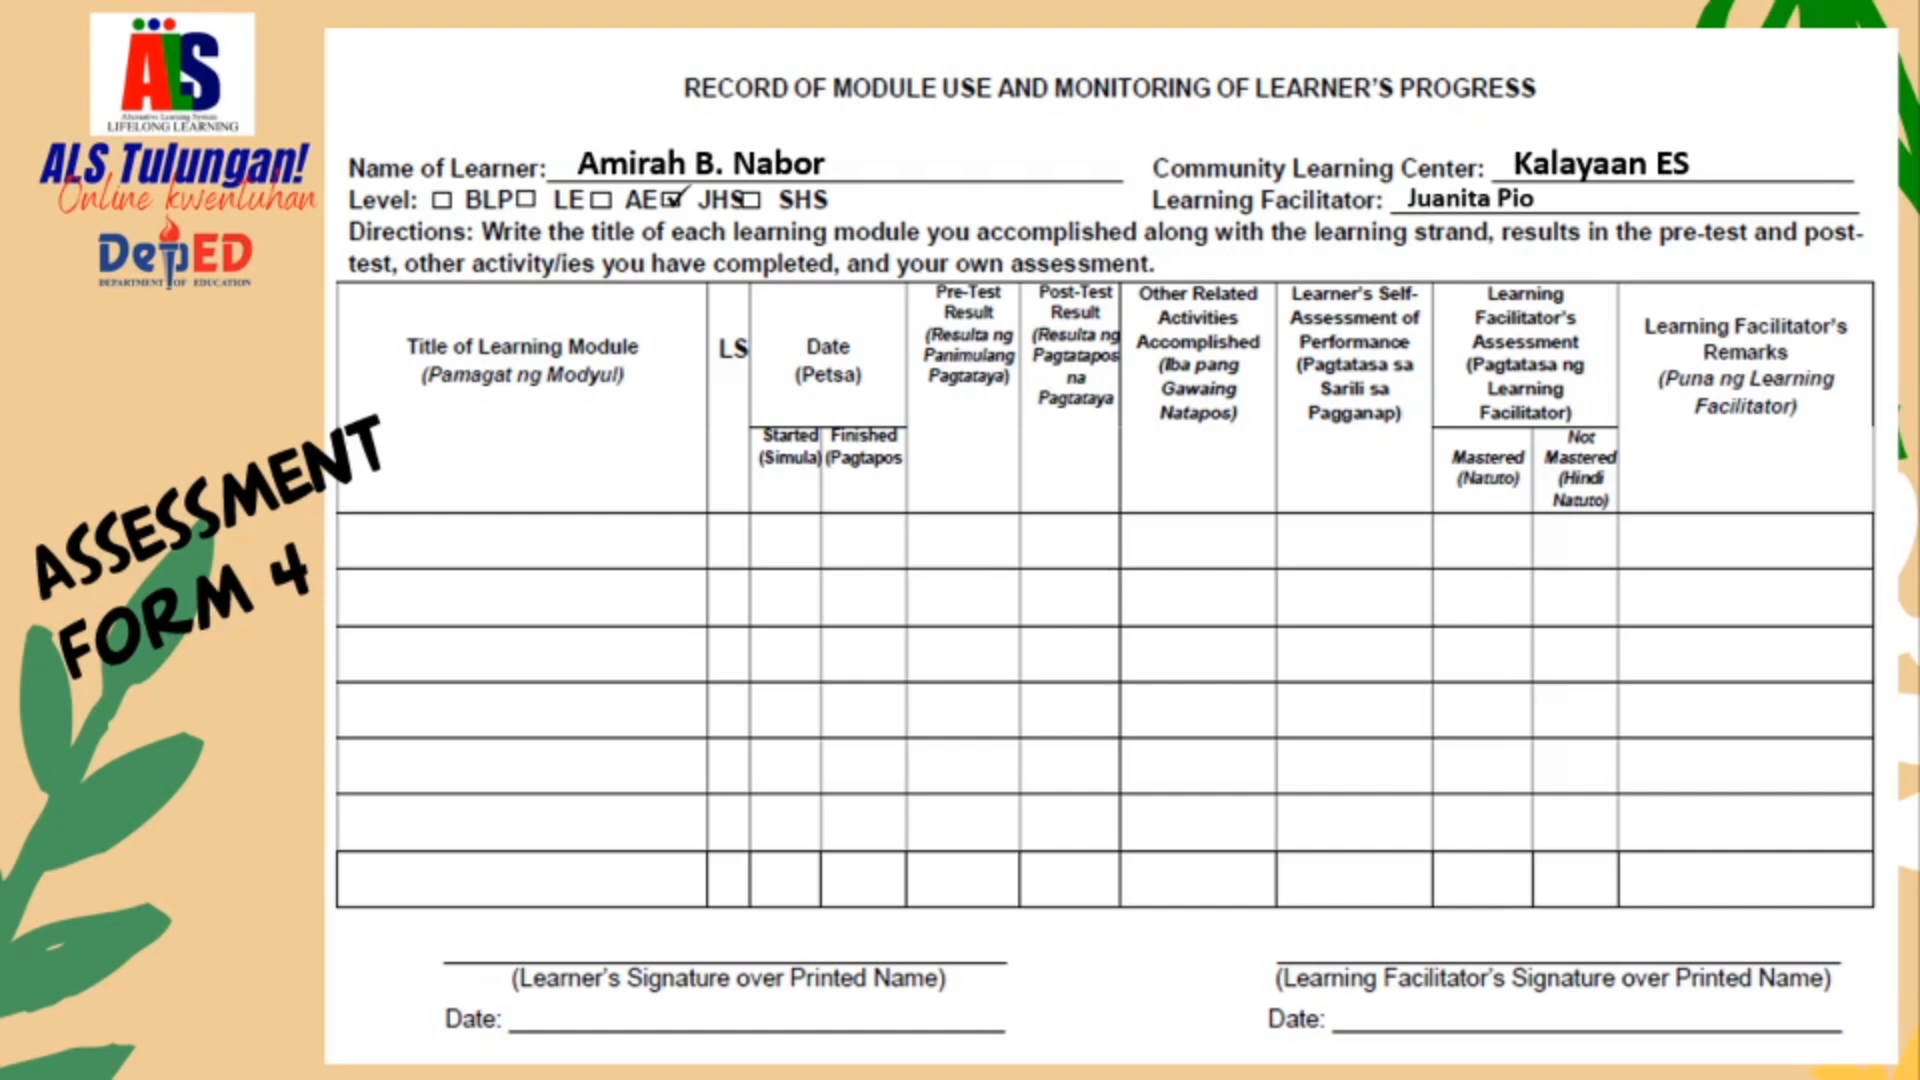 ALS
Alternative Learning System
LIFELONG LEARNING
ALS Tulungan!
Online kwentuhan
DepED
DEPARTMENT OF EDUCATION
ASSESSMENT
FORM 4
RECORD OF MODULE USE AND MONITORING OF LEARNER'S PROGRESS
Name of Learner: Amirah B. Nabor
Community Learning Center: Kalayaan ES
Level: ☐ BLP ☐ LE ☐ AE ☑ JHS ☐ SHS
Learning Facilitator: Juanita Pio
Directions: Write the title of each learning module you accomplished along with the learning strand, results in the pre-test and post-
test, other activity/ies you have completed, and your own assessment.
Title of Learning Module
(Pamagat ng Modyul)
LS
Date
(Petsa)
Started
(Simula)
Finished
(Pagtapos
Pre-Test
Result
(Resulta ng
Panimulang
Pagtataya)
Post-Test
Result
(Resulta ng
Pagtatapos
na
Pagtataya
Other Related
Activities
Accomplished
(Iba pang
Gawaing
Natapos)
Learner's Self-
Assessment of
Performance
(Pagtatasa sa
Sarili sa
Pagganap)
Learning
Facilitator's
Assessment
(Pagtatasa ng
Learning
Facilitator)
Mastered
(Natuto)
Not
Mastered
(Hindi
Natuto)
Learning Facilitator's
Remarks
(Puna ng Learning
Facilitator)
(Learner's Signature over Printed Name)
(Learning Facilitator's Signature over Printed Name)
Date:
Date: